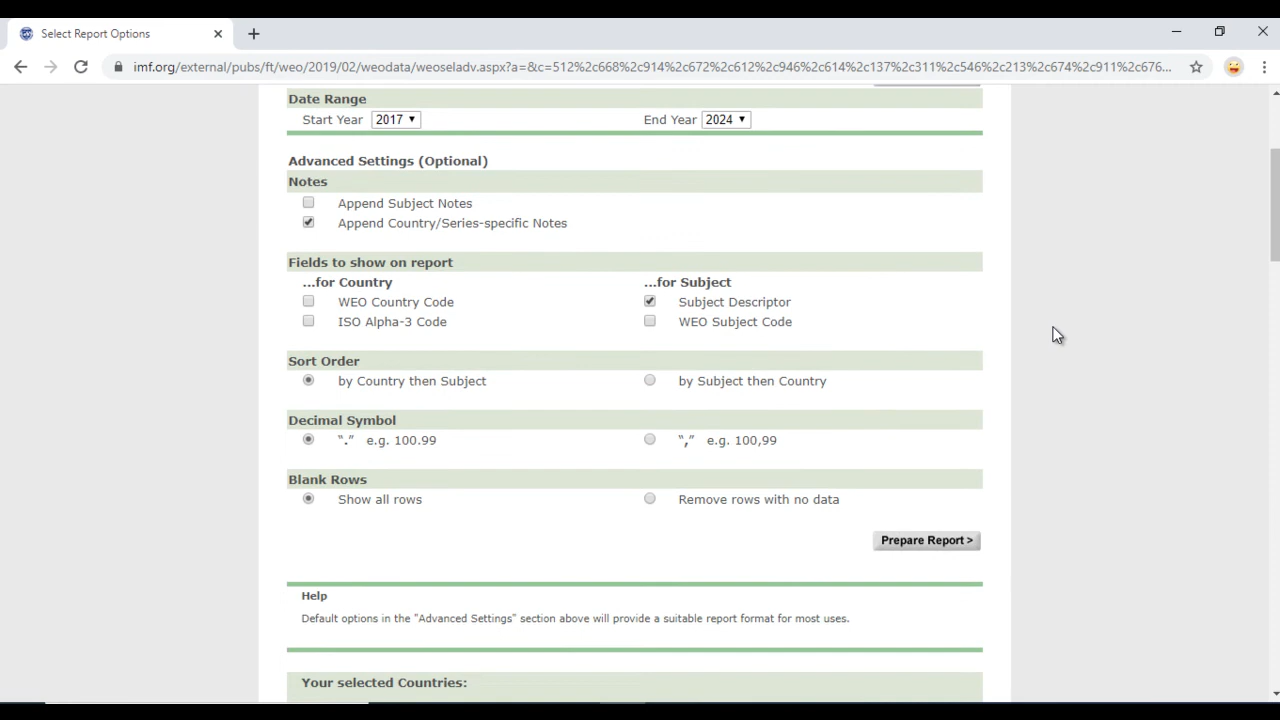 Select Report Options
imf.org/external/pubs/ft/weo/2019/02/weodata/weoseladv.aspx?a=&c=512%2c668%2c914%2c672%2c612%2c946%2c614%2c137%2c311%2c546%2c213%2c674%2c911%2c676...
Date Range
Start Year 2017 End Year 2024
Advanced Settings (Optional)
Notes
Append Subject Notes
Append Country/Series-specific Notes
Fields to show on report
...for Country ...for Subject
WEO Country Code Subject Descriptor
ISO Alpha-3 Code WEO Subject Code
Sort Order
by Country then Subject by Subject then Country
Decimal Symbol
"." e.g. 100.99 "," e.g. 100,99
Blank Rows
Show all rows Remove rows with no data
Prepare Report >
Help
Default options in the "Advanced Settings" section above will provide a suitable report format for most uses.
Your selected Countries: